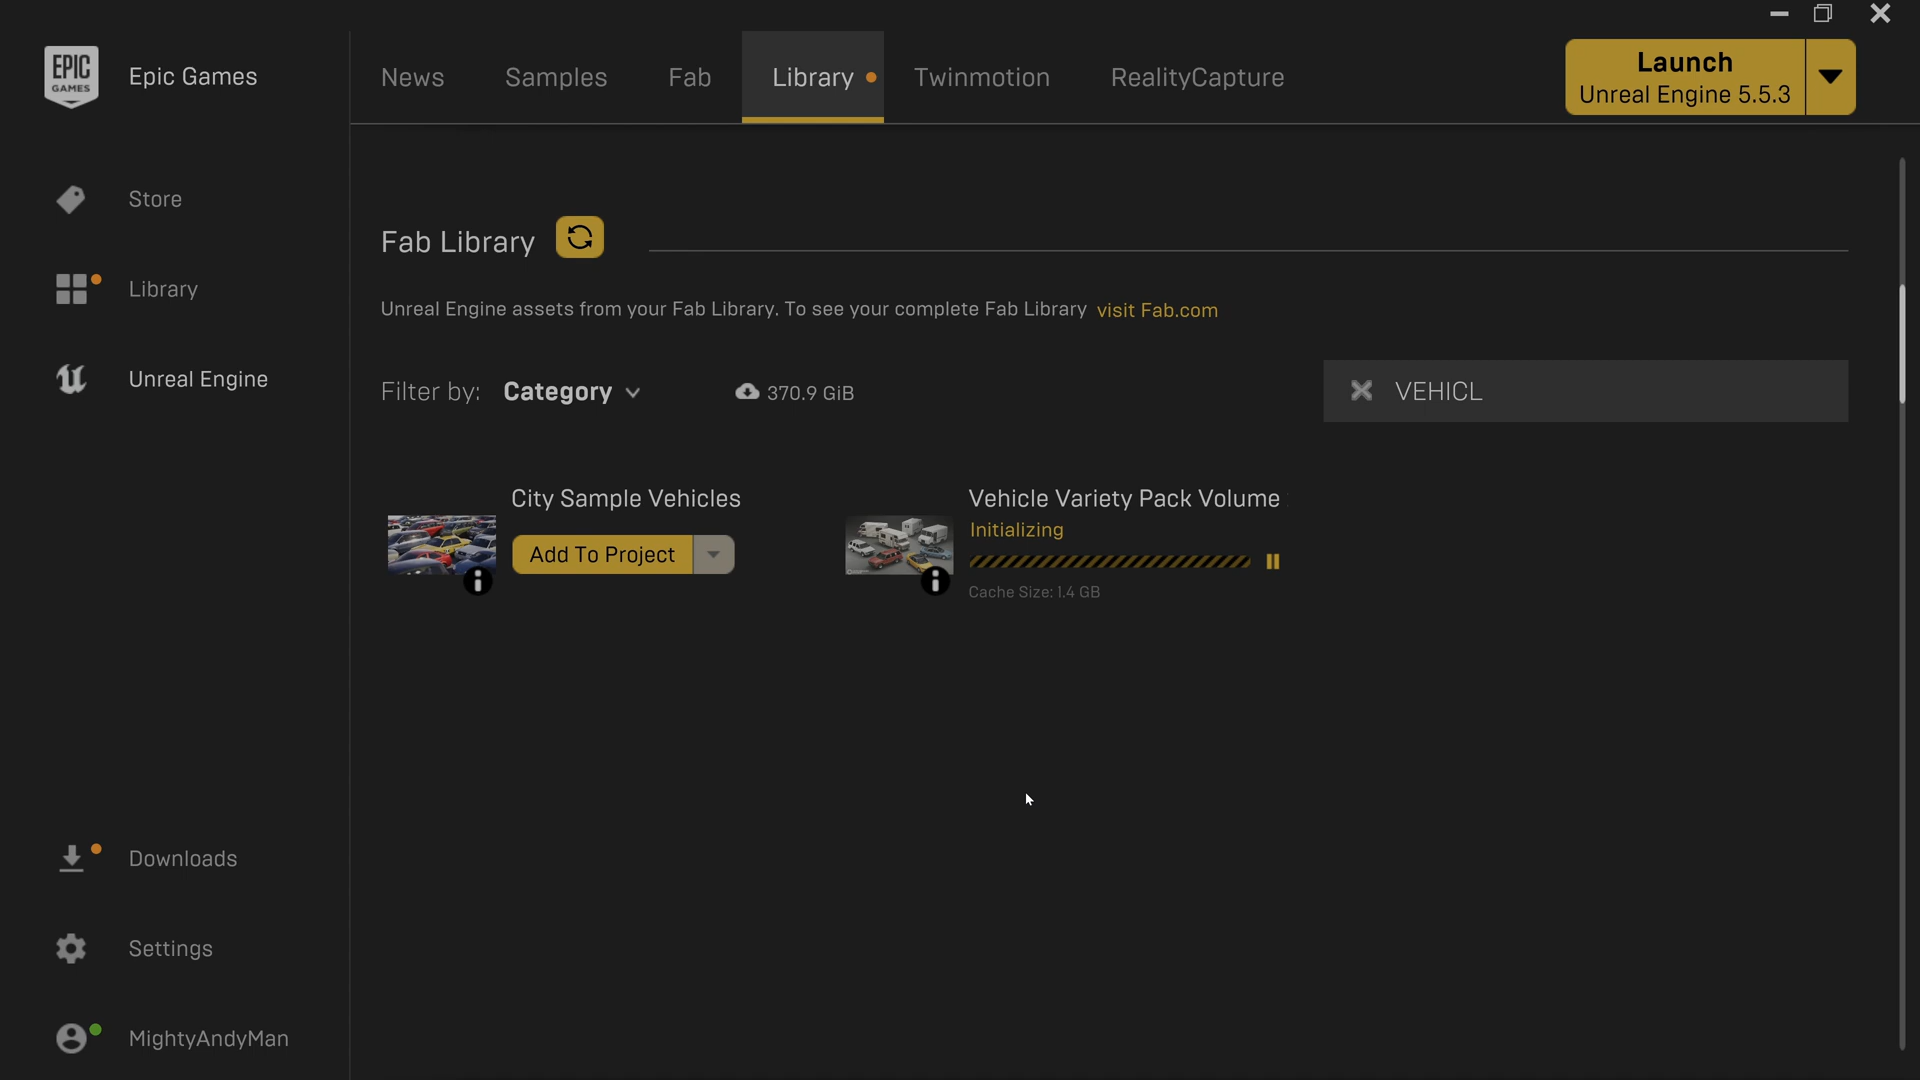 EPIC
GAMES
Epic Games
News
Samples
Fab
Library
Twinmotion
RealityCapture
Launch
Unreal Engine 5.5.3
Store
Library
Unreal Engine
Fab Library
Unreal Engine assets from your Fab Library. To see your complete Fab Library visit Fab.com
Filter by: Category
370.9 GiB
VEHICL
City Sample Vehicles
Add To Project
Vehicle Variety Pack Volume
Initializing
Cache Size: 1.4 GB
Downloads
Settings
MightyAndyMan